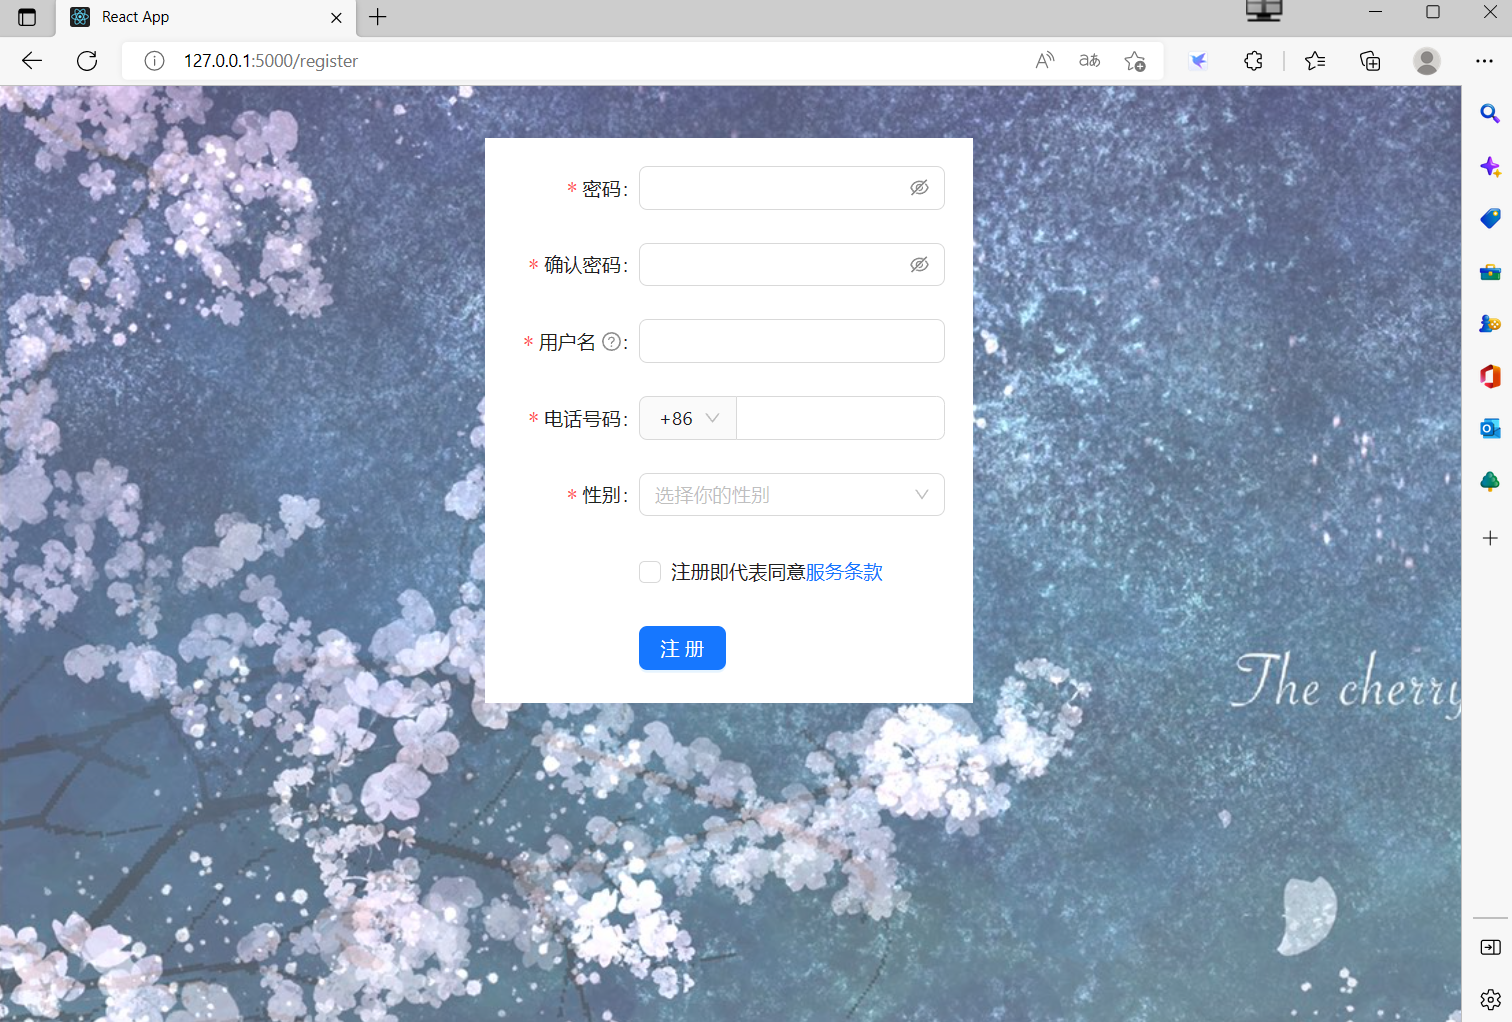 React App
127.0.0.1:5000/register
* 密码:
* 确认密码:
* 用户名 ?:
* 电话号码: +86
* 性别: 选择你的性别
注册即代表同意服务条款
注 册
The cherry